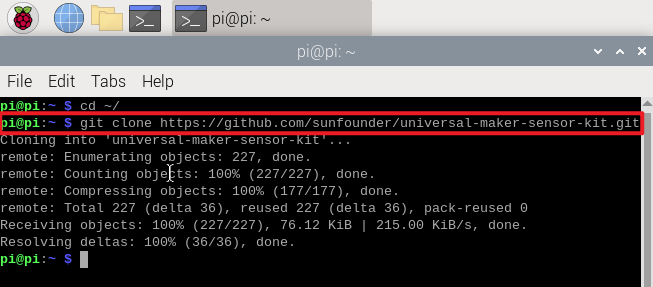 pi@pi: ~
pi@pi: ~
File Edit Tabs Help
pi@pi:~ $ cd ~/
pi@pi:~ $ git clone https://github.com/sunfounder/universal-maker-sensor-kit.git
Cloning into 'universal-maker-sensor-kit'...
remote: Enumerating objects: 227, done.
remote: Counting objects: 100% (227/227), done.
remote: Compressing objects: 100% (177/177), done.
remote: Total 227 (delta 36), reused 227 (delta 36), pack-reused 0
Receiving objects: 100% (227/227), 76.12 KiB | 215.00 KiB/s, done.
Resolving deltas: 100% (36/36), done.
pi@pi:~ $